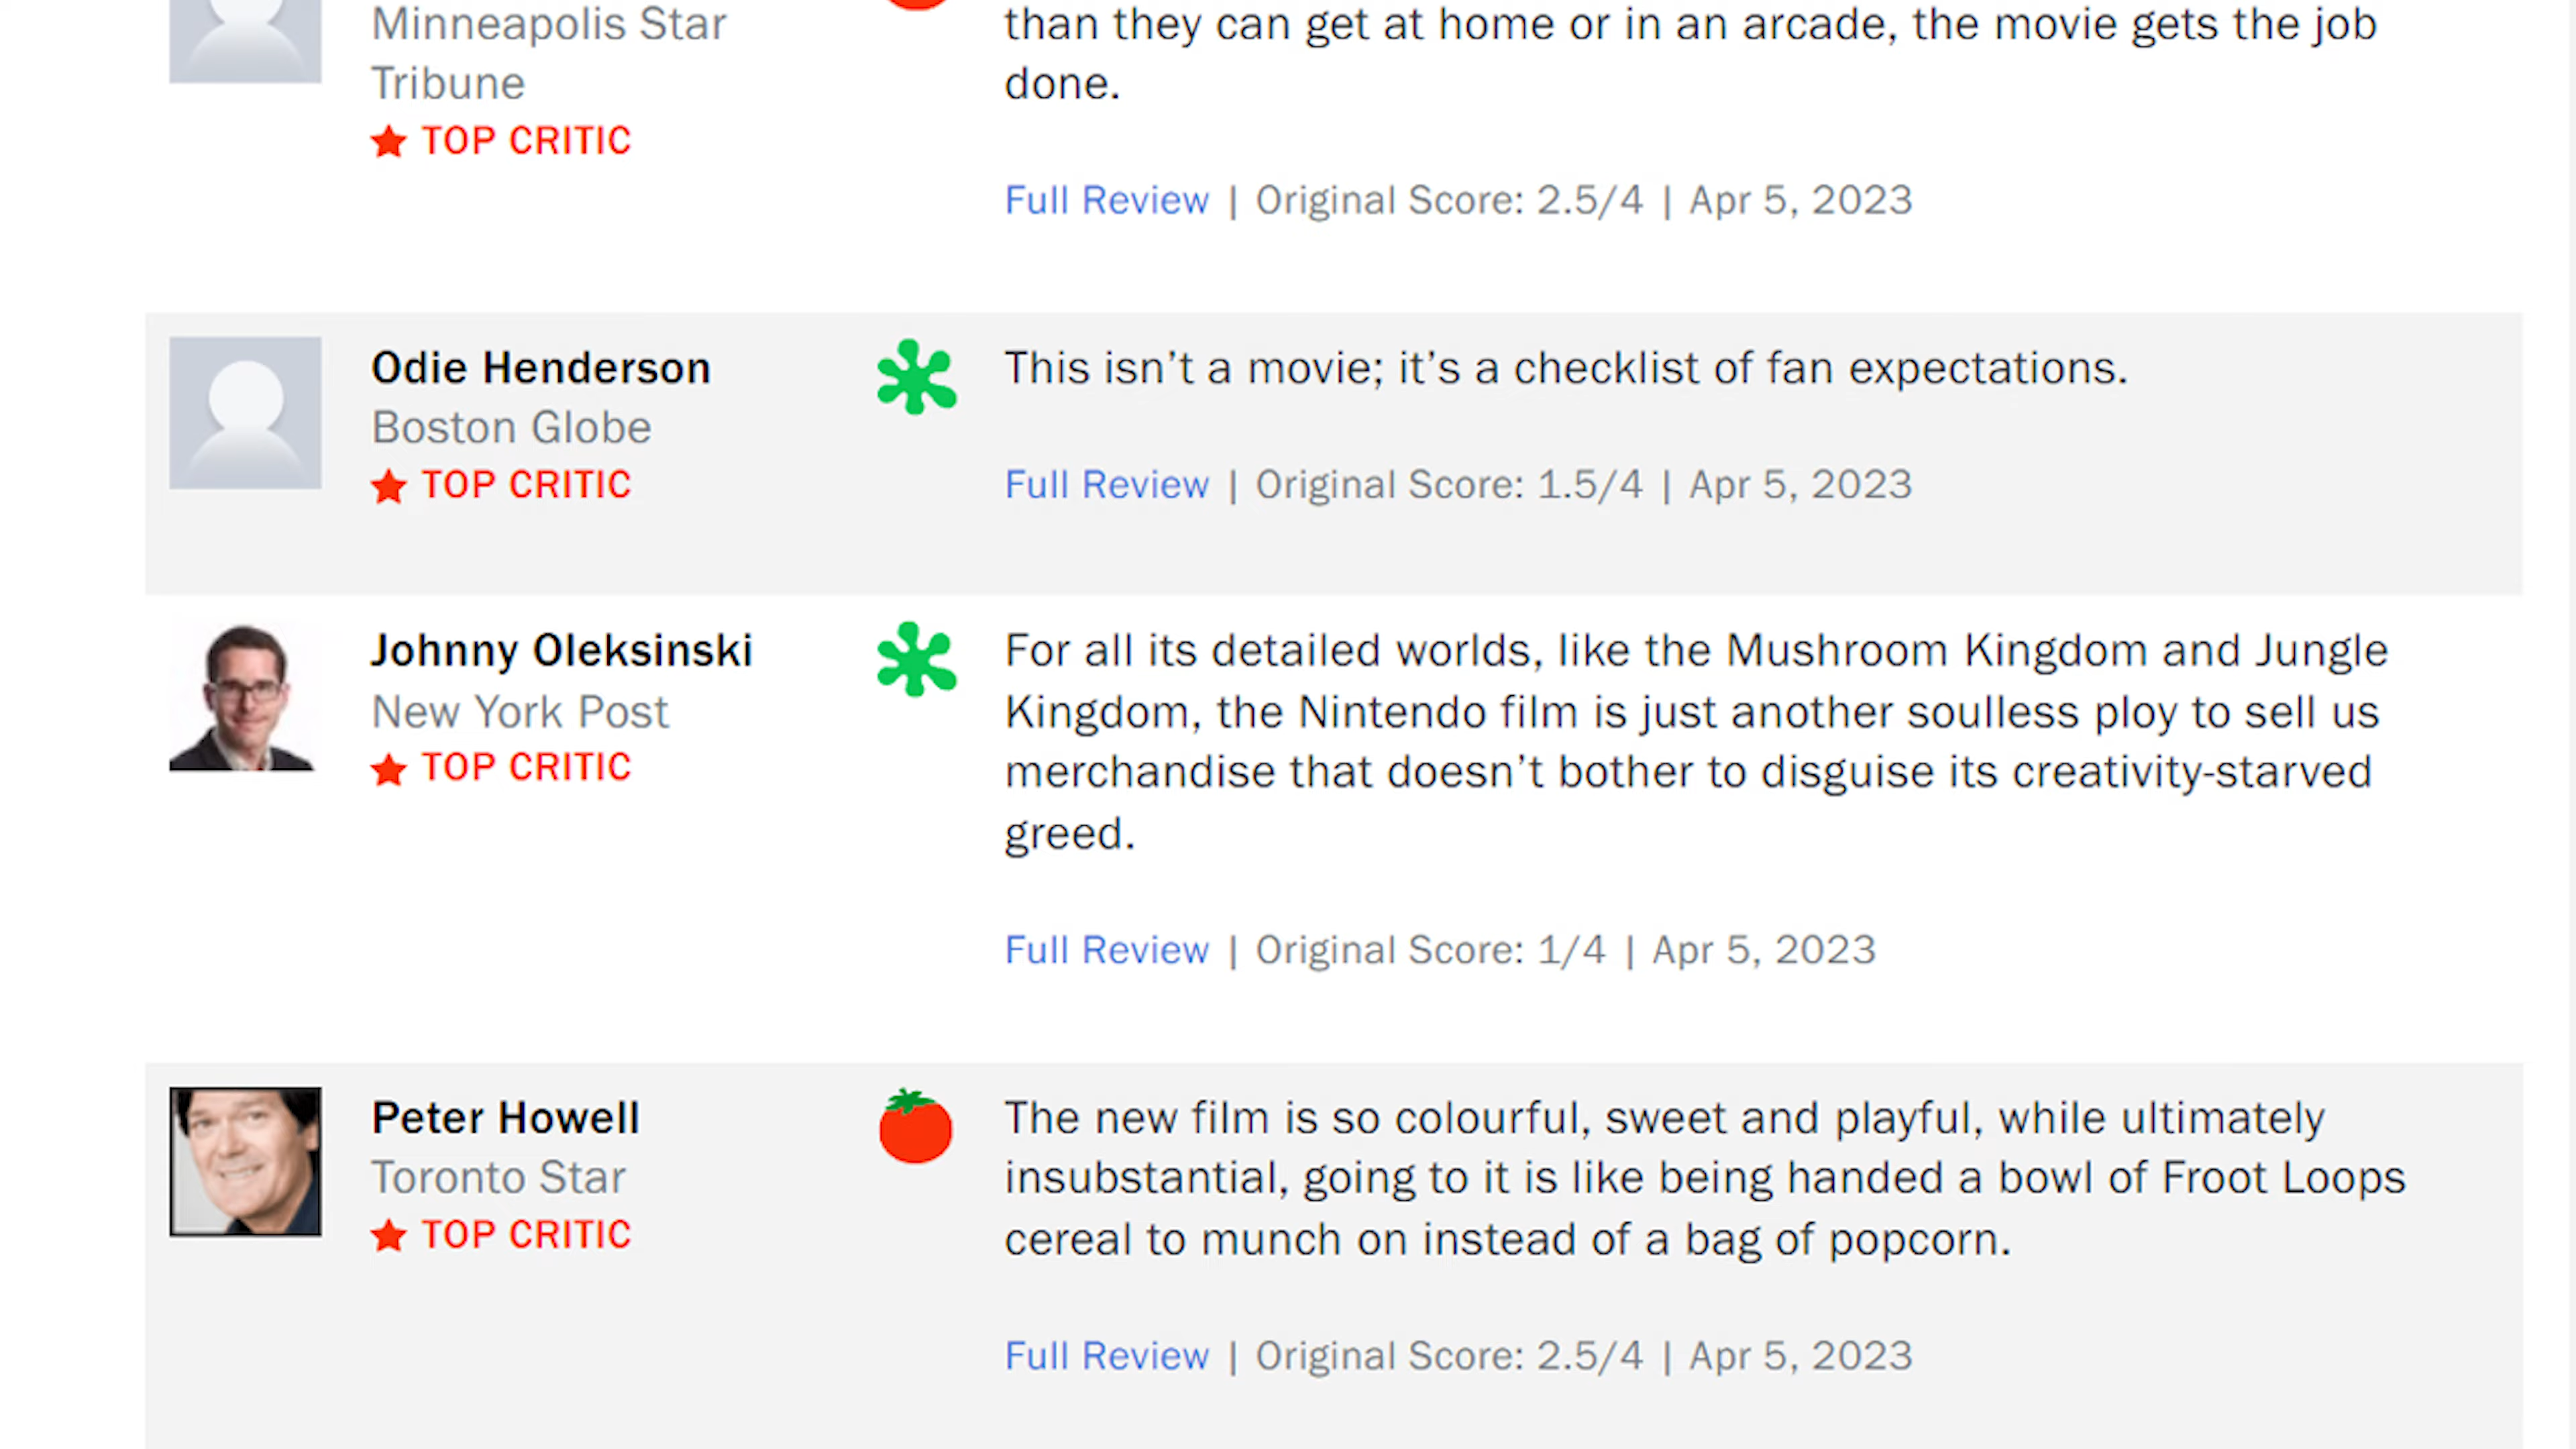 Minneapolis Star
Tribune
★ TOP CRITIC
than they can get at home or in an arcade, the movie gets the job
done.
Full Review | Original Score: 2.5/4 | Apr 5, 2023
Odie Henderson
Boston Globe
★ TOP CRITIC
This isn’t a movie; it’s a checklist of fan expectations.
Full Review | Original Score: 1.5/4 | Apr 5, 2023
Johnny Oleksinski
New York Post
★ TOP CRITIC
For all its detailed worlds, like the Mushroom Kingdom and Jungle
Kingdom, the Nintendo film is just another soulless ploy to sell us
merchandise that doesn’t bother to disguise its creativity-starved
greed.
Full Review | Original Score: 1/4 | Apr 5, 2023
Peter Howell
Toronto Star
★ TOP CRITIC
The new film is so colourful, sweet and playful, while ultimately
insubstantial, going to it is like being handed a bowl of Froot Loops
cereal to munch on instead of a bag of popcorn.
Full Review | Original Score: 2.5/4 | Apr 5, 2023